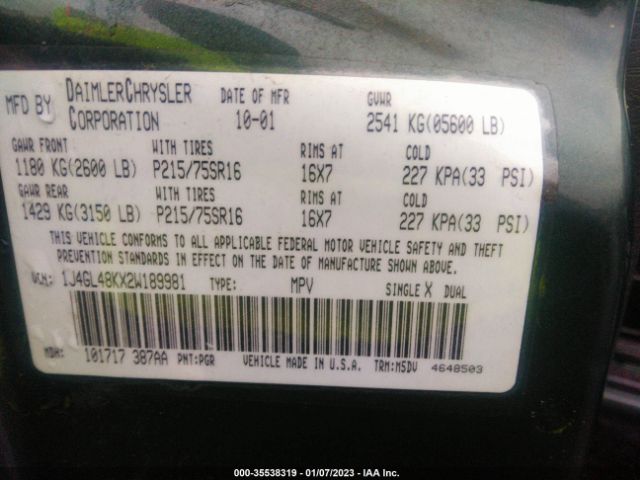 MFD BY DAIMLERCHRYSLER CORPORATION DATE OF MFR 10-01 GVWR 2541 KG(05600 LB)
GAWR FRONT WITH TIRES RIMS AT COLD
1180 KG(2600 LB) P215/75SR16 16X7 227 KPA(33 PSI)
GAWR REAR WITH TIRES RIMS AT COLD
1429 KG(3150 LB) P215/75SR16 16X7 227 KPA(33 PSI)
THIS VEHICLE CONFORMS TO ALL APPLICABLE FEDERAL MOTOR VEHICLE SAFETY AND THEFT
PREVENTION STANDARDS IN EFFECT ON THE DATE OF MANUFACTURE SHOWN ABOVE.
VIN: 1J4GL48KX2W189981 TYPE: MPV SINGLE X DUAL
MDH: 101717 387AA PNT:PGR VEHICLE MADE IN U.S.A. TRM:M5DV 4648503
000-35538319 - 01/07/2023 - IAA Inc.